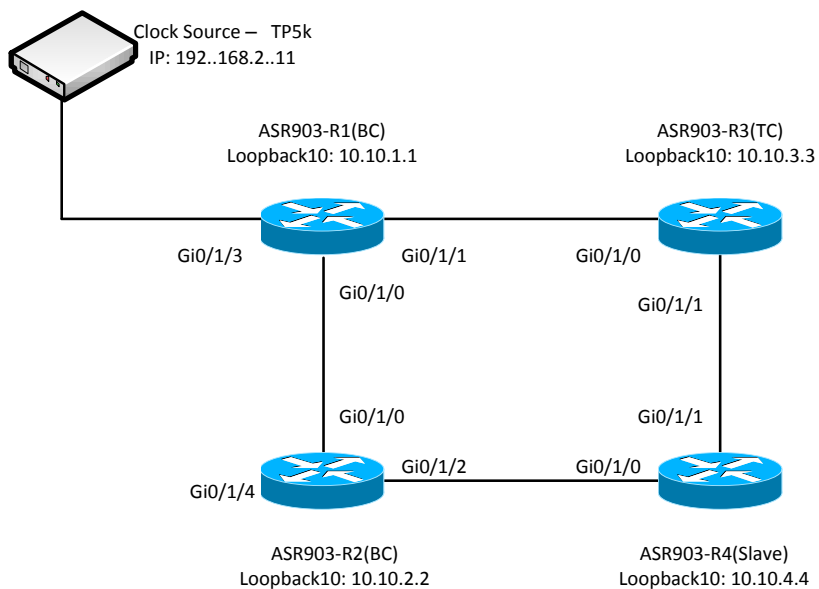 Clock Source – TP5k
IP: 192..168.2..11
ASR903-R1(BC)
Loopback10: 10.10.1.1
ASR903-R3(TC)
Loopback10: 10.10.3.3
Gi0/1/3
Gi0/1/1
Gi0/1/0
Gi0/1/0
Gi0/1/1
Gi0/1/0
Gi0/1/1
Gi0/1/4
Gi0/1/2
Gi0/1/0
ASR903-R2(BC)
Loopback10: 10.10.2.2
ASR903-R4(Slave)
Loopback10: 10.10.4.4